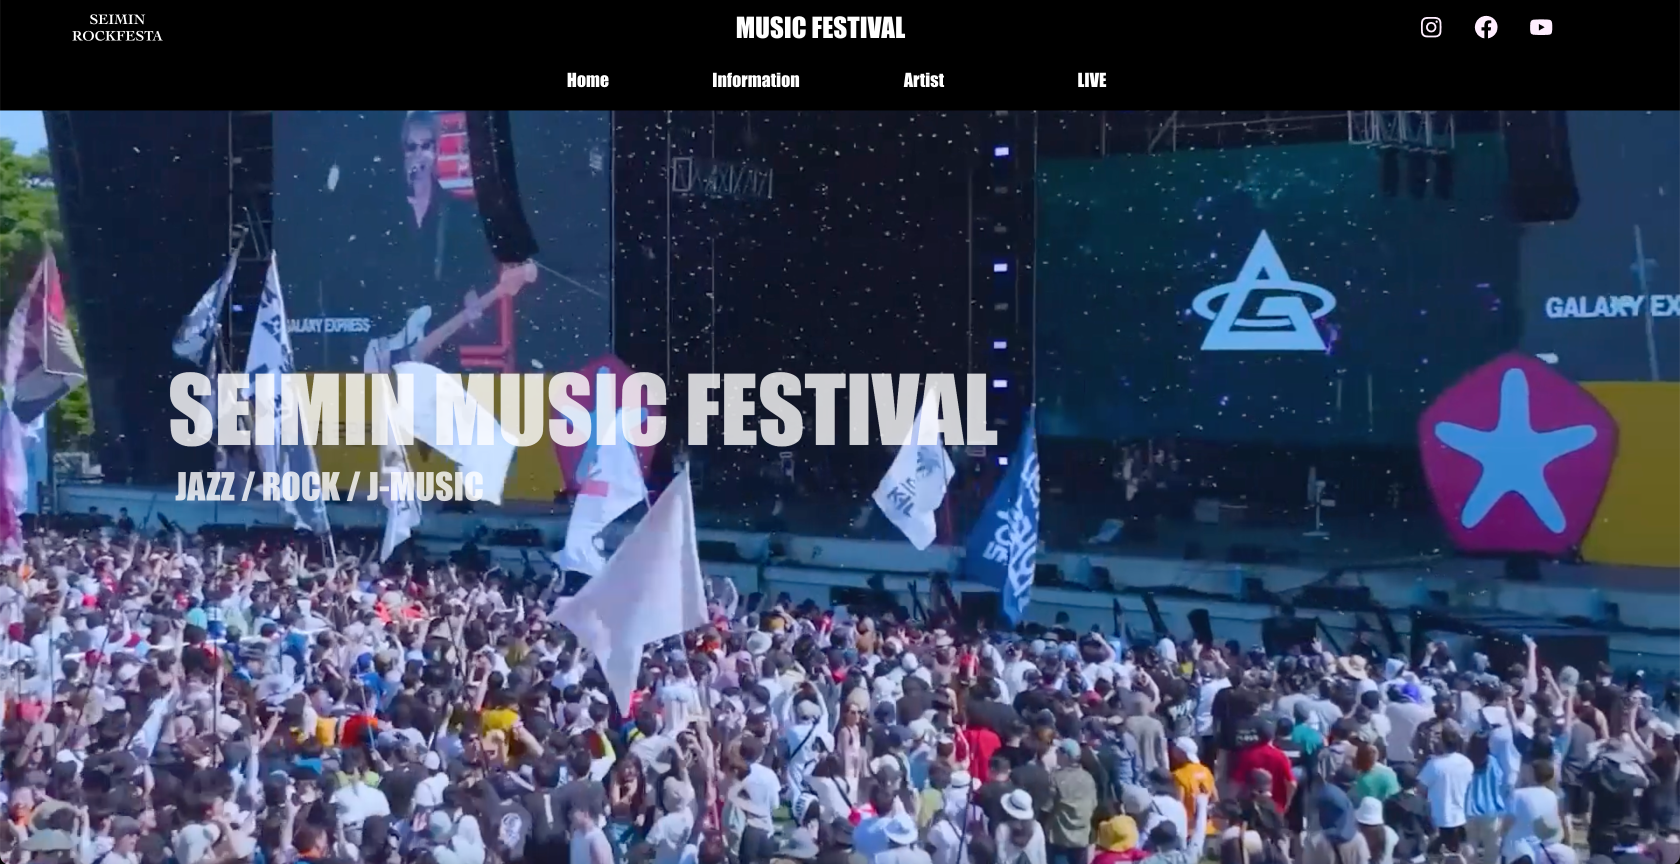 SEIMIN
ROCKFESTA
MUSIC FESTIVAL
Home
Information
Artist
LIVE
GALAXY EXPRESS
GALAXY EX
SEIMIN MUSIC FESTIVAL
JAZZ / ROCK / J-MUSIC